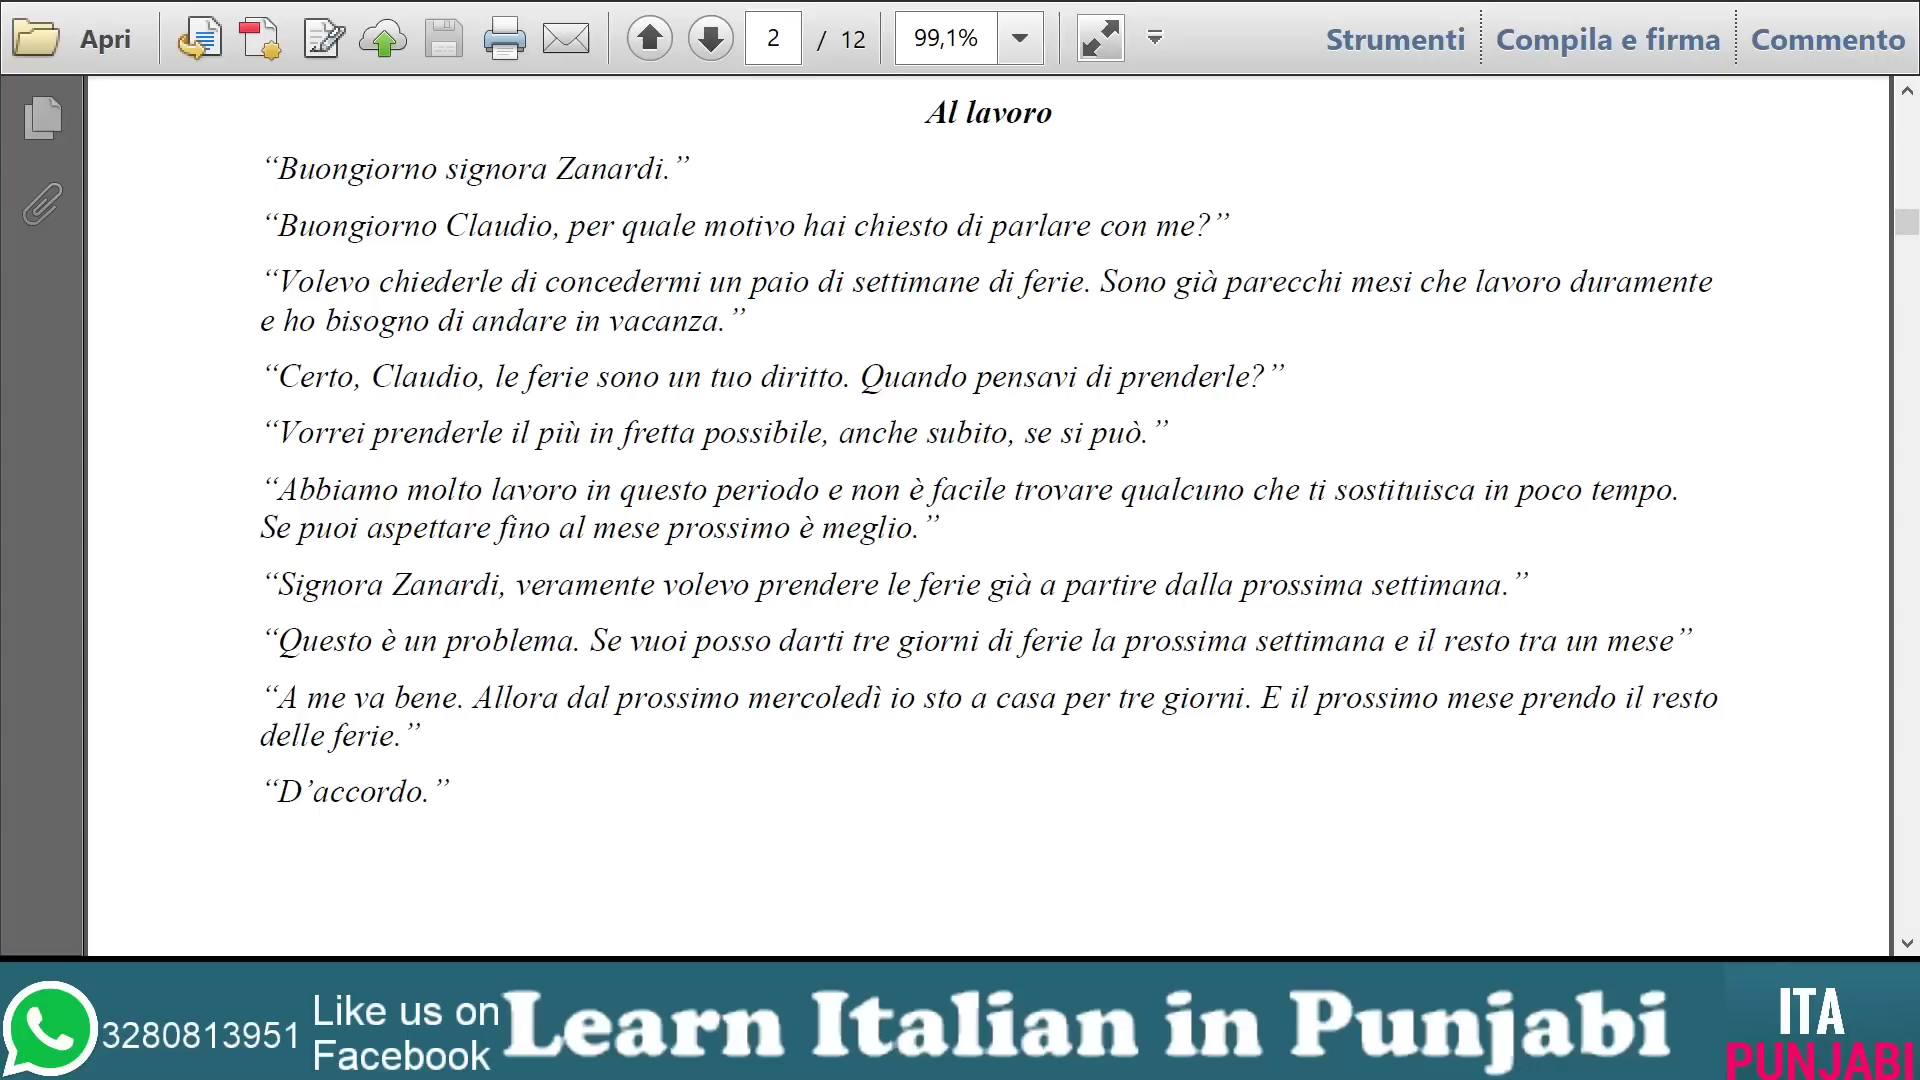 Apri
2 / 12
99,1%
Strumenti
Compila e firma
Commento
Al lavoro
“Buongiorno signora Zanardi.”
“Buongiorno Claudio, per quale motivo hai chiesto di parlare con me?”
“Volevo chiederle di concedermi un paio di settimane di ferie. Sono già parecchi mesi che lavoro duramente
e ho bisogno di andare in vacanza.”
“Certo, Claudio, le ferie sono un tuo diritto. Quando pensavi di prenderle?”
“Vorrei prenderle il più in fretta possibile, anche subito, se si può.”
“Abbiamo molto lavoro in questo periodo e non è facile trovare qualcuno che ti sostituisca in poco tempo.
Se puoi aspettare fino al mese prossimo è meglio.”
“Signora Zanardi, veramente volevo prendere le ferie già a partire dalla prossima settimana.”
“Questo è un problema. Se vuoi posso darti tre giorni di ferie la prossima settimana e il resto tra un mese”
“A me va bene. Allora dal prossimo mercoledì io sto a casa per tre giorni. E il prossimo mese prendo il resto
delle ferie.”
“D’accordo.”
3280813951
Like us on
Facebook
Learn Italian in Punjabi
ITA
PUNJABI